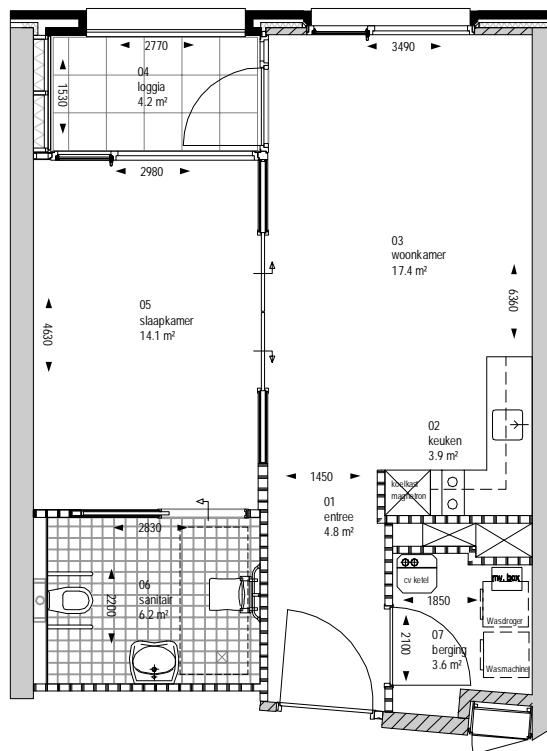 2770
3490
04
loggia
4.2 m²
1530
2980
03
woonkamer
17.4 m²
6360
05
slaapkamer
14.1 m²
4630
02
keuken
3.9 m²
1450
koelkast
magnetron
01
entree
4.8 m²
2830
06
sanitair
6.2 m²
2200
cv ketel
mv. box
1850
Wasdroger
2100
07
berging
3.6 m²
Wasmachine